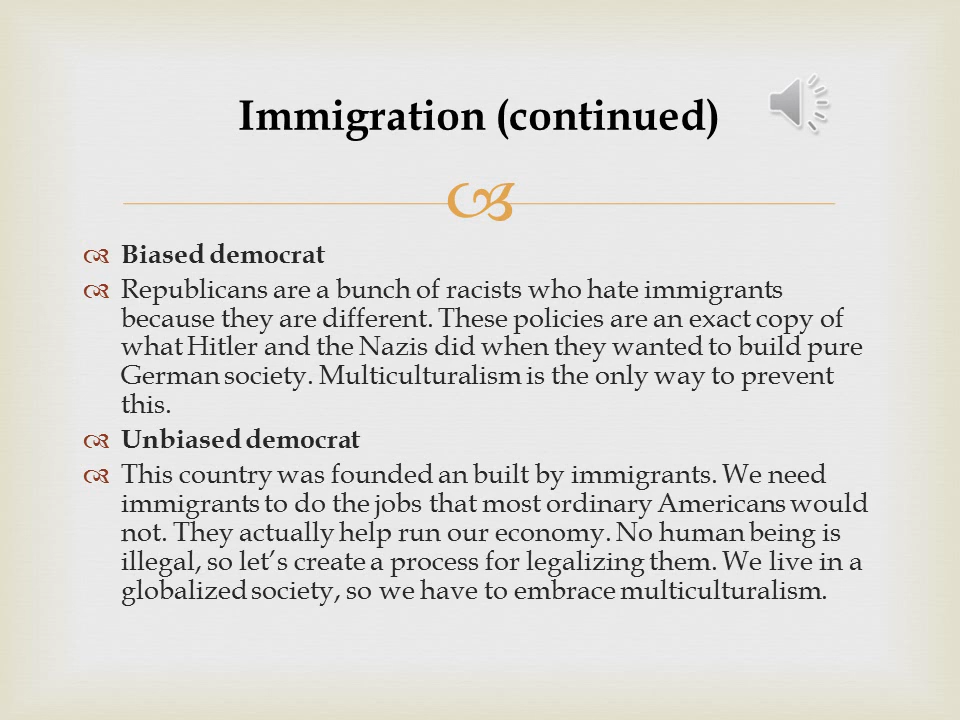 Immigration (continued)
Biased democrat
Republicans are a bunch of racists who hate immigrants
because they are different. These policies are an exact copy of
what Hitler and the Nazis did when they wanted to build pure
German society. Multiculturalism is the only way to prevent
this.
Unbiased democrat
This country was founded an built by immigrants. We need
immigrants to do the jobs that most ordinary Americans would
not. They actually help run our economy. No human being is
illegal, so let’s create a process for legalizing them. We live in a
globalized society, so we have to embrace multiculturalism.